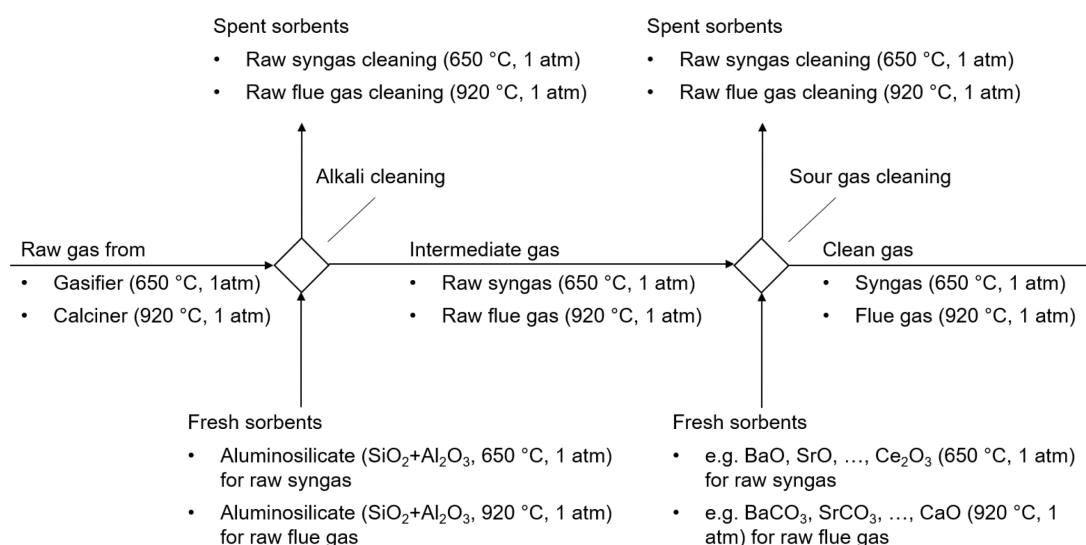 Spent sorbents
• Raw syngas cleaning (650 °C, 1 atm)
• Raw flue gas cleaning (920 °C, 1 atm)
Spent sorbents
• Raw syngas cleaning (650 °C, 1 atm)
• Raw flue gas cleaning (920 °C, 1 atm)
Alkali cleaning
Sour gas cleaning
Raw gas from
• Gasifier (650 °C, 1atm)
• Calciner (920 °C, 1 atm)
Intermediate gas
• Raw syngas (650 °C, 1 atm)
• Raw flue gas (920 °C, 1 atm)
Clean gas
• Syngas (650 °C, 1 atm)
• Flue gas (920 °C, 1 atm)
Fresh sorbents
• Aluminosilicate (SiO₂+Al₂O₃, 650 °C, 1 atm)
for raw syngas
• Aluminosilicate (SiO₂+Al₂O₃, 920 °C, 1 atm)
for raw flue gas
Fresh sorbents
• e.g. BaO, SrO, …, Ce₂O₃ (650 °C, 1 atm)
for raw syngas
• e.g. BaCO₃, SrCO₃, …, CaO (920 °C, 1
atm) for raw flue gas